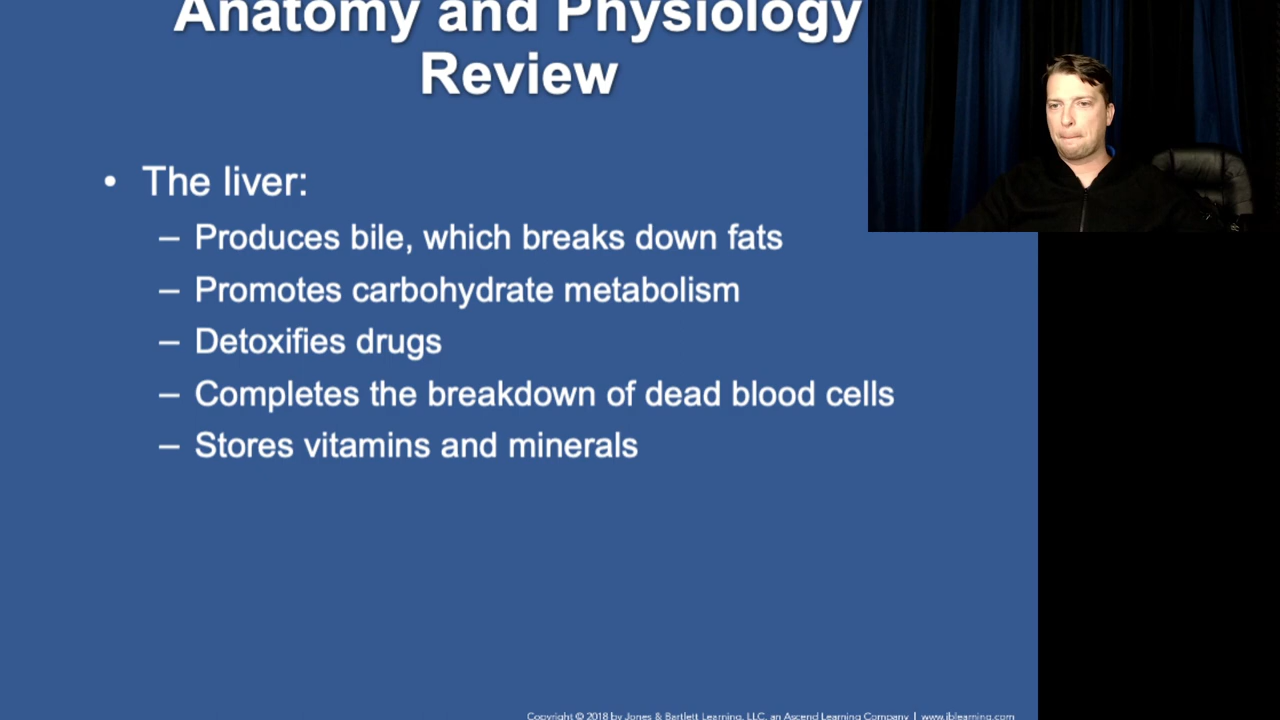 Anatomy and Physiology
Review
• The liver:
– Produces bile, which breaks down fats
– Promotes carbohydrate metabolism
– Detoxifies drugs
– Completes the breakdown of dead blood cells
– Stores vitamins and minerals
Copyright © 2018 by Jones & Bartlett Learning, LLC, an Ascend Learning Company | www.jblearning.com